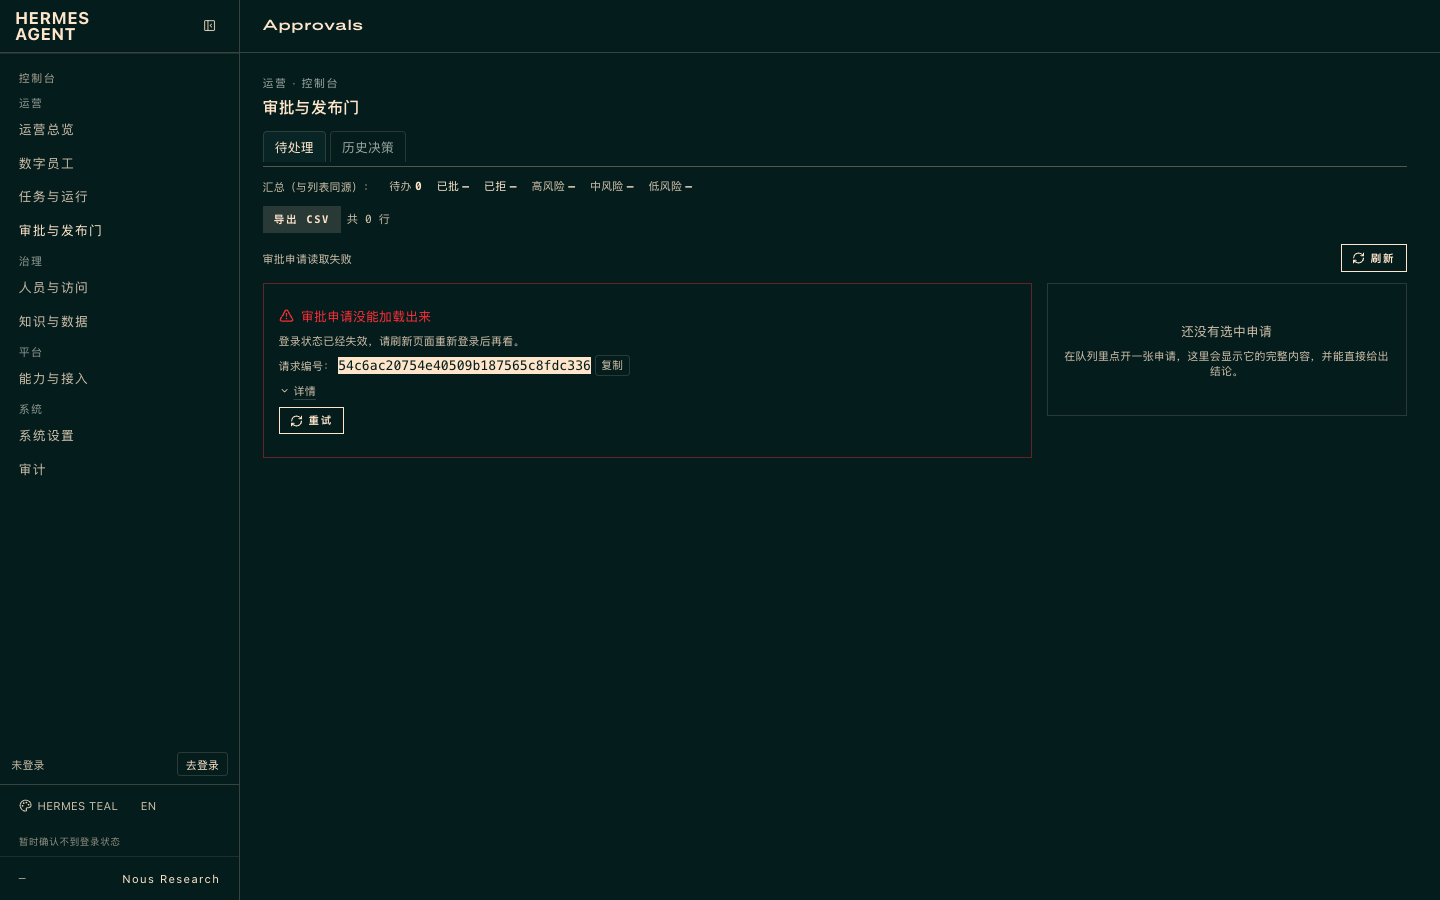 HERMES
AGENT
控制台
运营
运营总览
数字员工
任务与运行
审批与发布门
治理
人员与访问
知识与数据
平台
能力与接入
系统
系统设置
审计
未登录
去登录
HERMES TEAL
EN
暂时确认不到登录状态
—
Nous Research
Approvals
运营 · 控制台
审批与发布门
待处理
历史决策
汇总（与列表同源）： 待办 0 已批 — 已拒 — 高风险 — 中风险 — 低风险 —
导出 CSV 共 0 行
审批申请读取失败
刷新
审批申请没能加载出来
登录状态已经失效，请刷新页面重新登录后再看。
请求编号： 54c6ac20754e40509b187565c8fdc336 复制
详情
重试
还没有选中申请
在队列里点开一张申请，这里会显示它的完整内容，并能直接给出
结论。